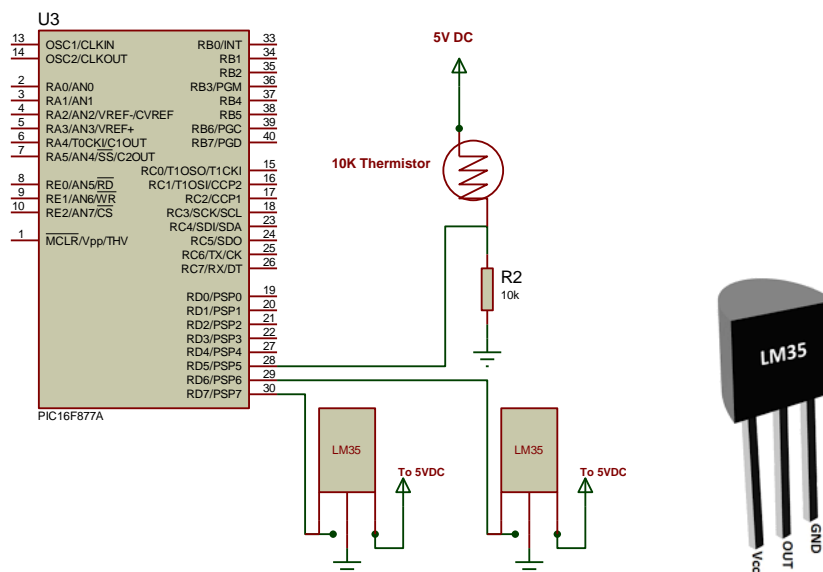 U3
13 OSC1/CLKIN RB0/INT 33
14 OSC2/CLKOUT RB1 34
RB2 35
2 RA0/AN0 RB3/PGM 36
3 RA1/AN1 RB4 37
4 RA2/AN2/VREF-/CVREF RB5 38
5 RA3/AN3/VREF+ RB6/PGC 39
6 RA4/T0CKI/C1OUT RB7/PGD 40
7 RA5/AN4/SS/C2OUT
RC0/T1OSO/T1CKI 15
8 RE0/AN5/RD RC1/T1OSI/CCP2 16
9 RE1/AN6/WR RC2/CCP1 17
10 RE2/AN7/CS RC3/SCK/SCL 18
RC4/SDI/SDA 23
1 MCLR/Vpp/THV RC5/SDO 24
RC6/TX/CK 25
RC7/RX/DT 26
RD0/PSP0 19
RD1/PSP1 20
RD2/PSP2 21
RD3/PSP3 22
RD4/PSP4 27
RD5/PSP5 28
RD6/PSP6 29
RD7/PSP7 30
PIC16F877A
5V DC
10K Thermistor
R2
10k
LM35
To 5VDC
LM35
To 5VDC
LM35
Vcc
OUT
GND